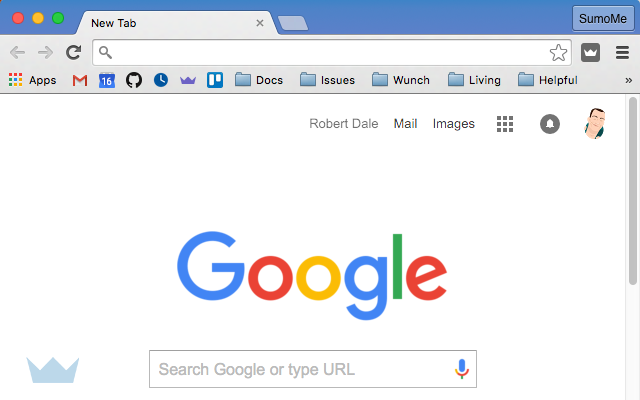 New Tab
SumoMe
Apps 16 Docs Issues Wunch Living Helpful »
Robert Dale Mail Images
Google
Search Google or type URL